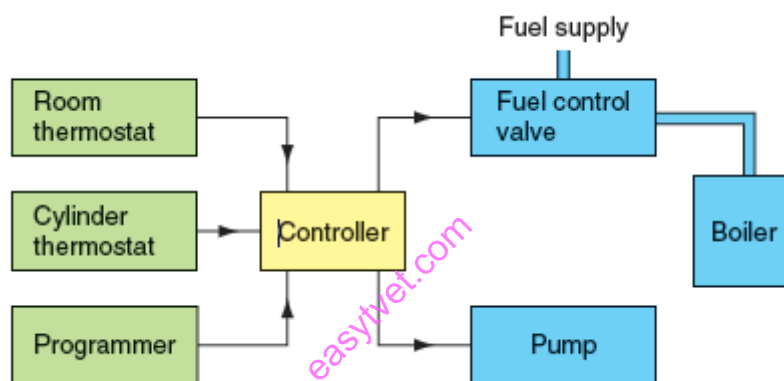 Fuel supply
Room
thermostat
Fuel control
valve
Cylinder
thermostat
Controller
Boiler
Programmer
Pump
easytvet.com